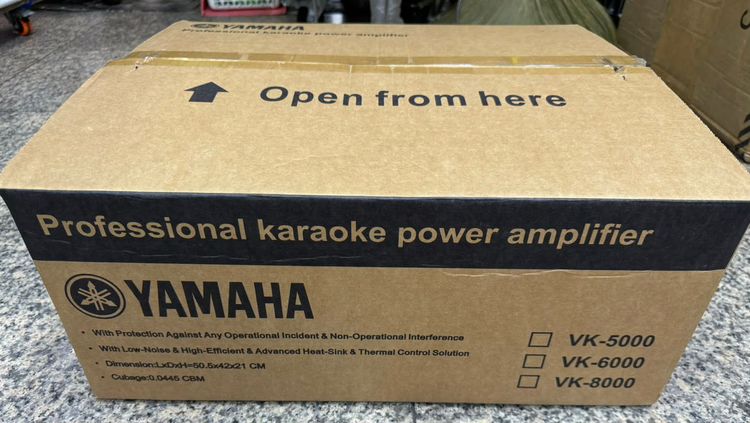 YAMAHA
Professional karaoke power amplifier
Open from here
Professional karaoke power amplifier
YAMAHA
• With Protection Against Any Operational Incident & Non-Operational Interference
• With Low-Noise & High-Efficient & Advanced Heat-Sink & Thermal Control Solution
• Dimension:LxDxH=50.5x42x21 CM
• Cubage:0.0445 CBM
VK-5000
VK-6000
VK-8000